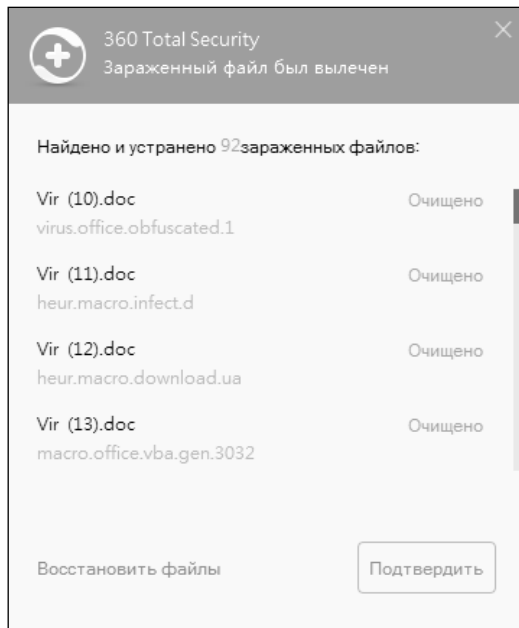 360 Total Security
Зараженный файл был вылечен
Найдено и устранено 92зараженных файлов:
Vir (10).doc
Очищено
virus.office.obfuscated.1
Vir (11).doc
Очищено
heur.macro.infect.d
Vir (12).doc
Очищено
heur.macro.download.ua
Vir (13).doc
Очищено
macro.office.vba.gen.3032
Восстановить файлы
Подтвердить